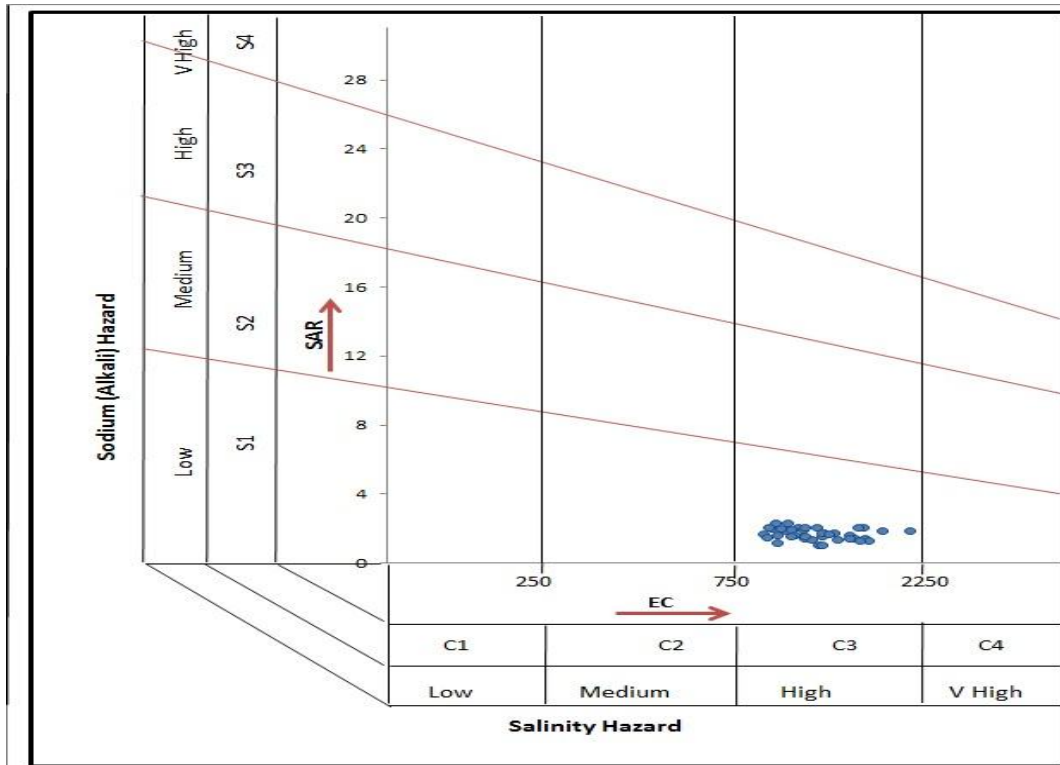 V High
S4
High
S3
Medium
S2
Low
S1
Sodium (Alkali) Hazard
SAR
28
24
20
16
12
8
4
0
250 750 2250
EC
C1 C2 C3 C4
Low Medium High V High
Salinity Hazard